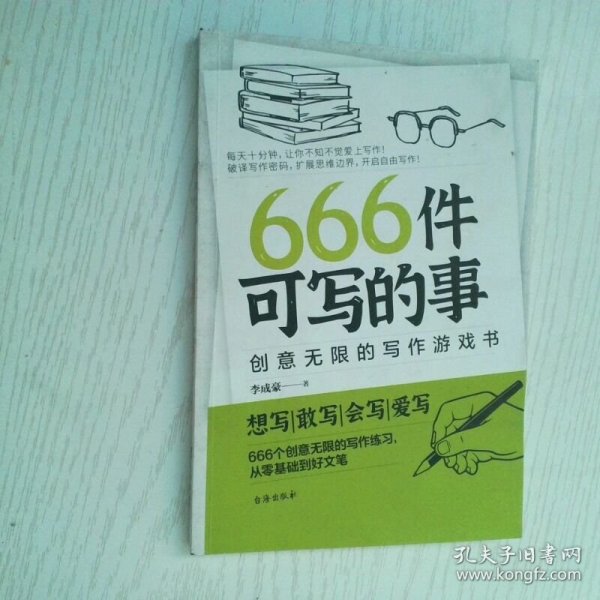 每天十分钟，让你不知不觉爱上写作！
破译写作密码，扩展思维边界，开启自由写作！
666件
可写的事
创意无限的写作游戏书
李成豪——著
想写|敢写|会写|爱写
666个创意无限的写作练习，
从零基础到好文笔
台海出版社
孔夫子旧书网
www.kongfz.com